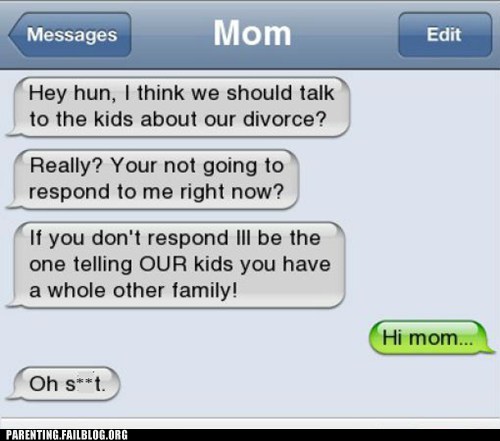 Messages
Mom
Edit
Hey hun, I think we should talk
to the kids about our divorce?
Really? Your not going to
respond to me right now?
If you don't respond Ill be the
one telling OUR kids you have
a whole other family!
Hi mom...
Oh s**t.
PARENTING.FAILBLOG.ORG